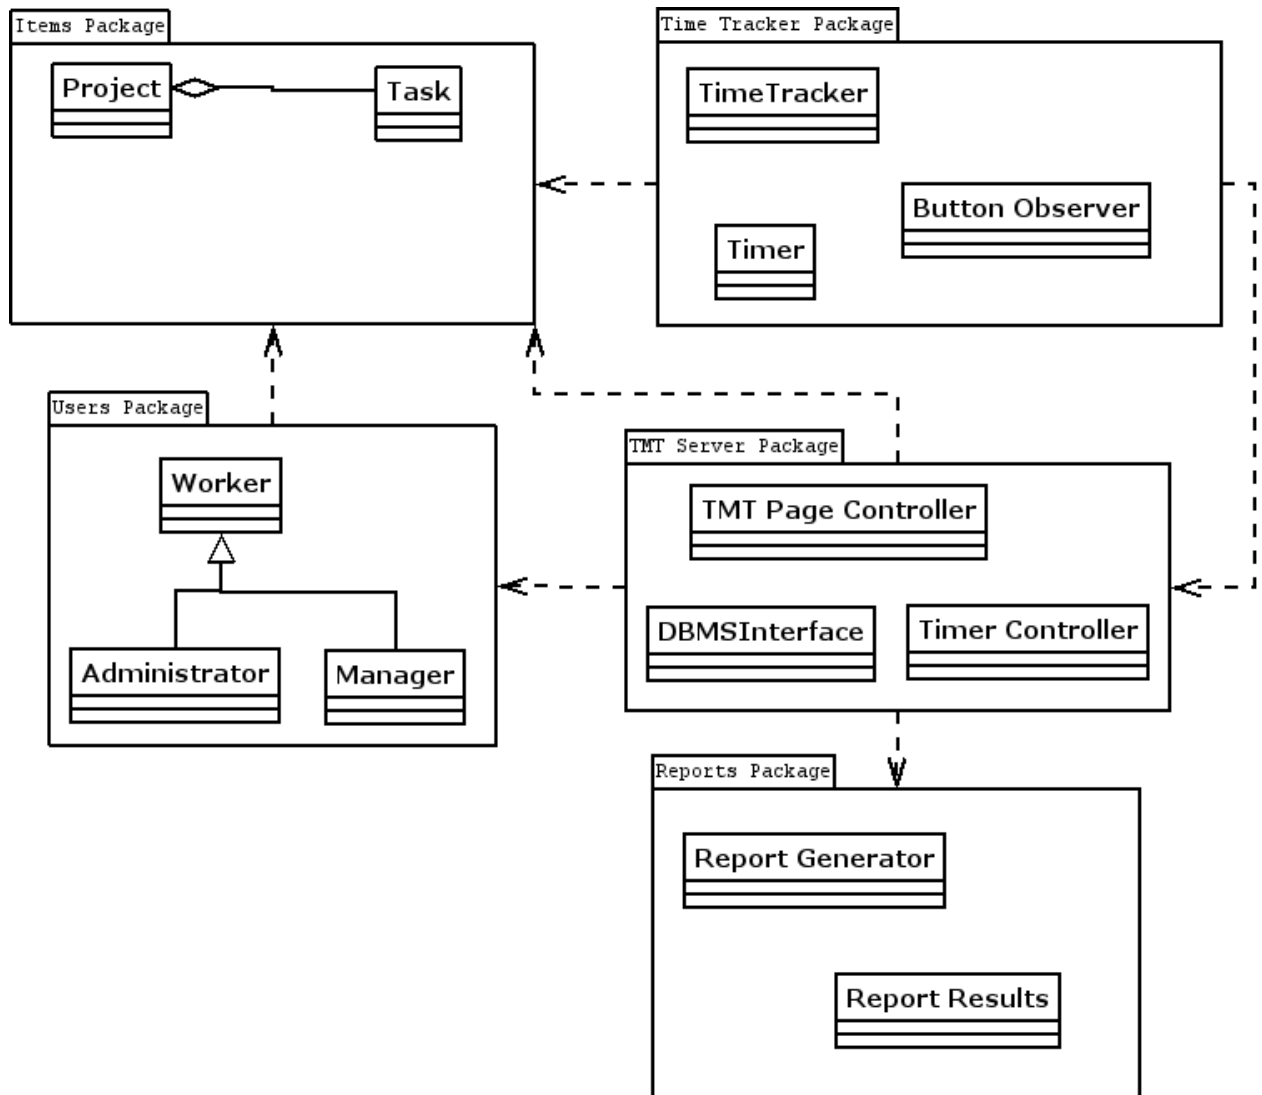 Items Package
Project
Task
Time Tracker Package
TimeTracker
Button Observer
Timer
Users Package
Worker
Administrator
Manager
TMT Server Package
TMT Page Controller
DBMSInterface
Timer Controller
Reports Package
Report Generator
Report Results